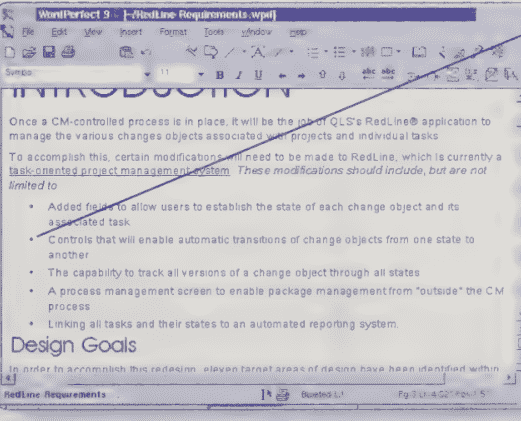 WordPerfect 9 - [~/RedLine Requirements.wpd]
File Edit View Insert Format Tools Window Help
11
B I U abc abc
INTRODUCTION
Once a CM-controlled process is in place, it will be the job of QLS's RedLine® application to
manage the various changes objects associated with projects and individual tasks
To accomplish this, certain modifications will need to be made to RedLine, which is currently a
task-oriented project management system These modifications should include, but are not
limited to
• Added fields to allow users to establish the state of each change object and its
associated task
• Controls that will enable automatic transitions of change objects from one state to
another
• The capability to track all versions of a change object through all states
• A process management screen to enable package management from "outside" the CM
process
• Linking all tasks and their states to an automated reporting system.
Design Goals
In order to accomplish this redesign, eleven target areas of design have been identified within
RedLine Requirements